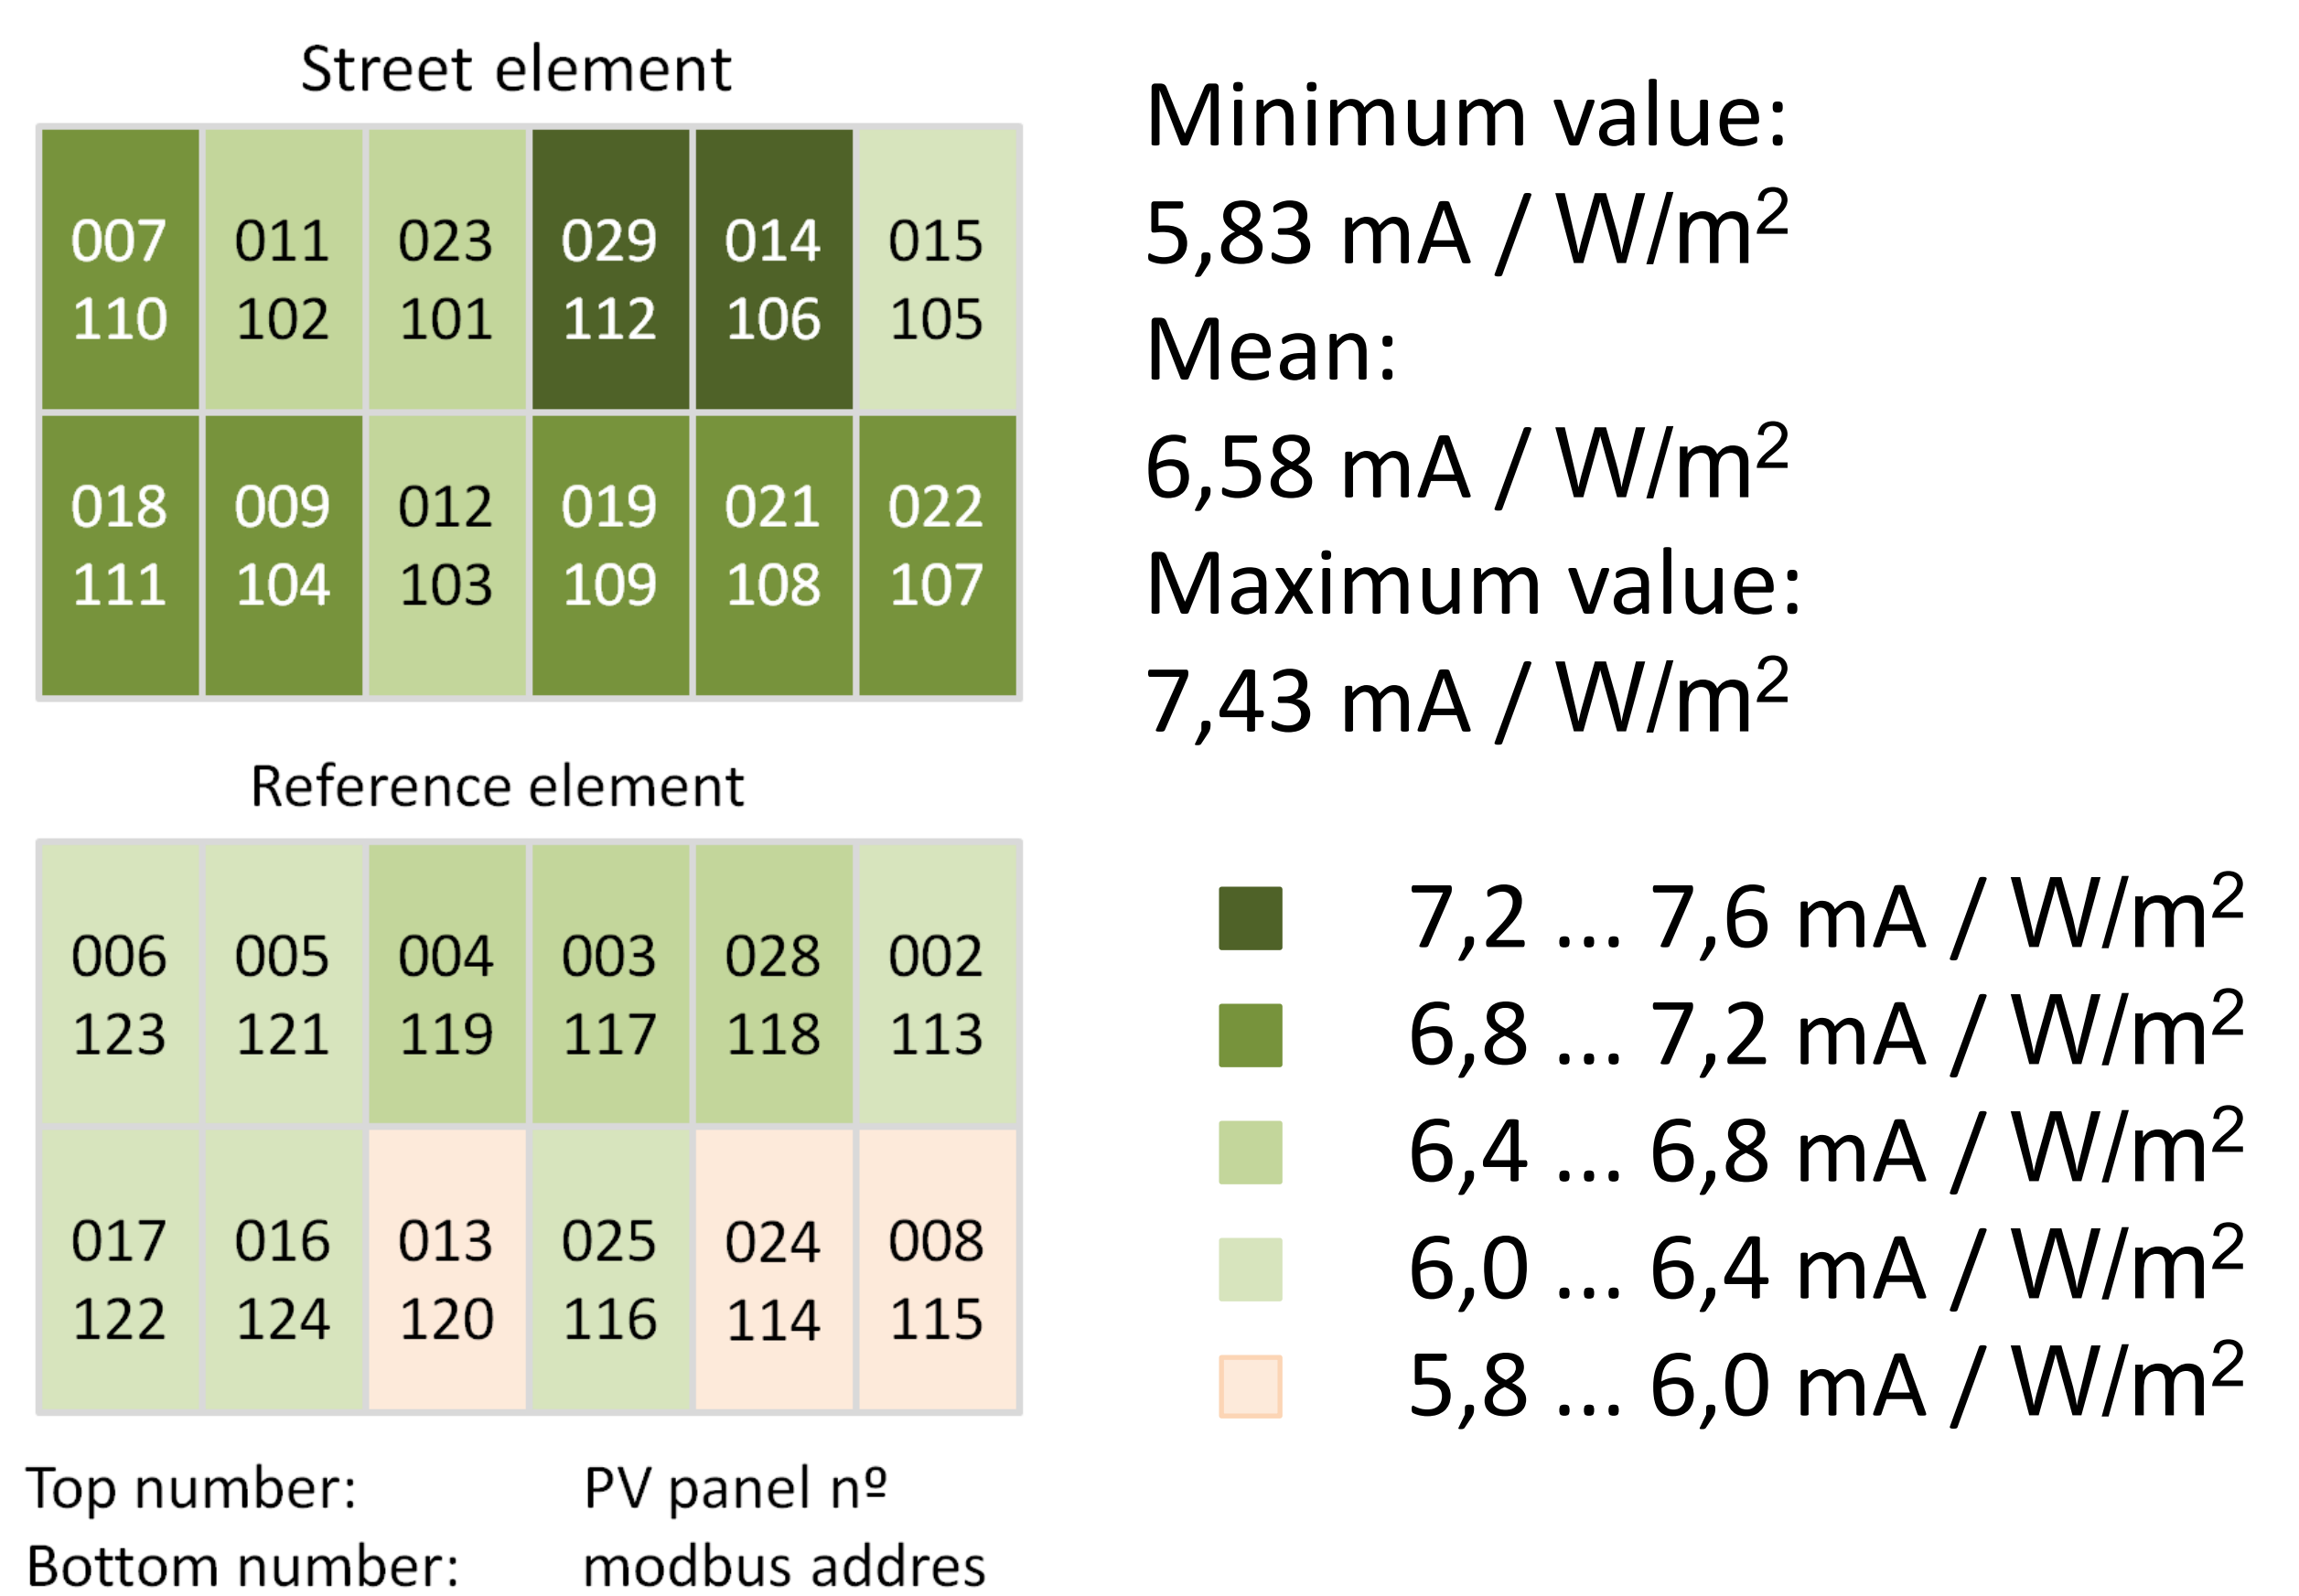 Street element
007 011 023 029 014 015
110 102 101 112 106 105
018 009 012 019 021 022
111 104 103 109 108 107
Reference element
006 005 004 003 028 002
123 121 119 117 118 113
017 016 013 025 024 008
122 124 120 116 114 115
Top number: PV panel nº
Bottom number: modbus addres
Minimum value:
5,83 mA / W/m²
Mean:
6,58 mA / W/m²
Maximum value:
7,43 mA / W/m²
7,2 ... 7,6 mA / W/m²
6,8 ... 7,2 mA / W/m²
6,4 ... 6,8 mA / W/m²
6,0 ... 6,4 mA / W/m²
5,8 ... 6,0 mA / W/m²